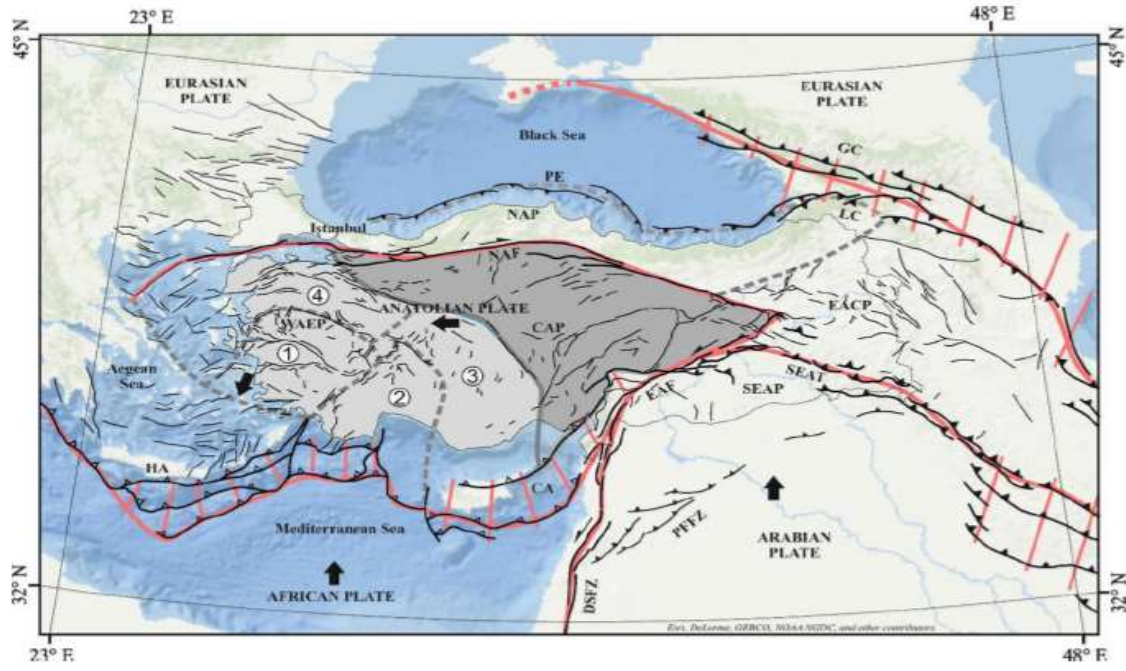 23° E
48° E
45° N
45° N
EURASIAN
PLATE
EURASIAN
PLATE
Black Sea
GC
PE
NAP
LC
Istanbul
NAF
④
ANATOLIAN PLATE
EACP
WAEP
CAP
①
Aegean
Sea
③
SEAT
②
EAF
SEAP
HA
CA
Mediterranean Sea
PFFZ
ARABIAN
PLATE
32° N
DSFZ
32° N
AFRICAN PLATE
Esri, DeLorme, GEBCO, NOAA NGDC, and other contributors
23° E
48° E